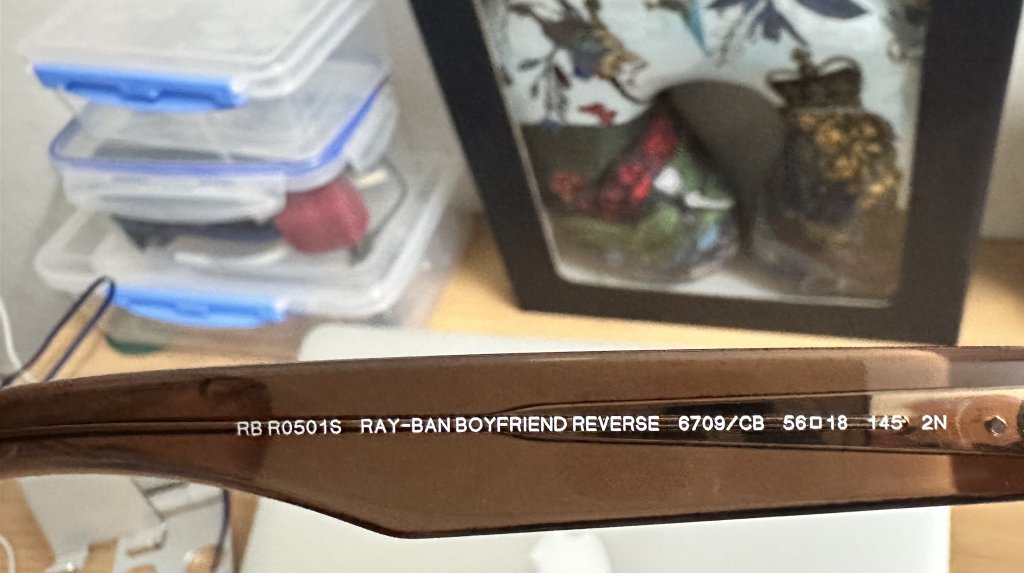 RB R0501S RAY-BAN BOYFRIEND REVERSE 6709/CB 56□18 145 2N